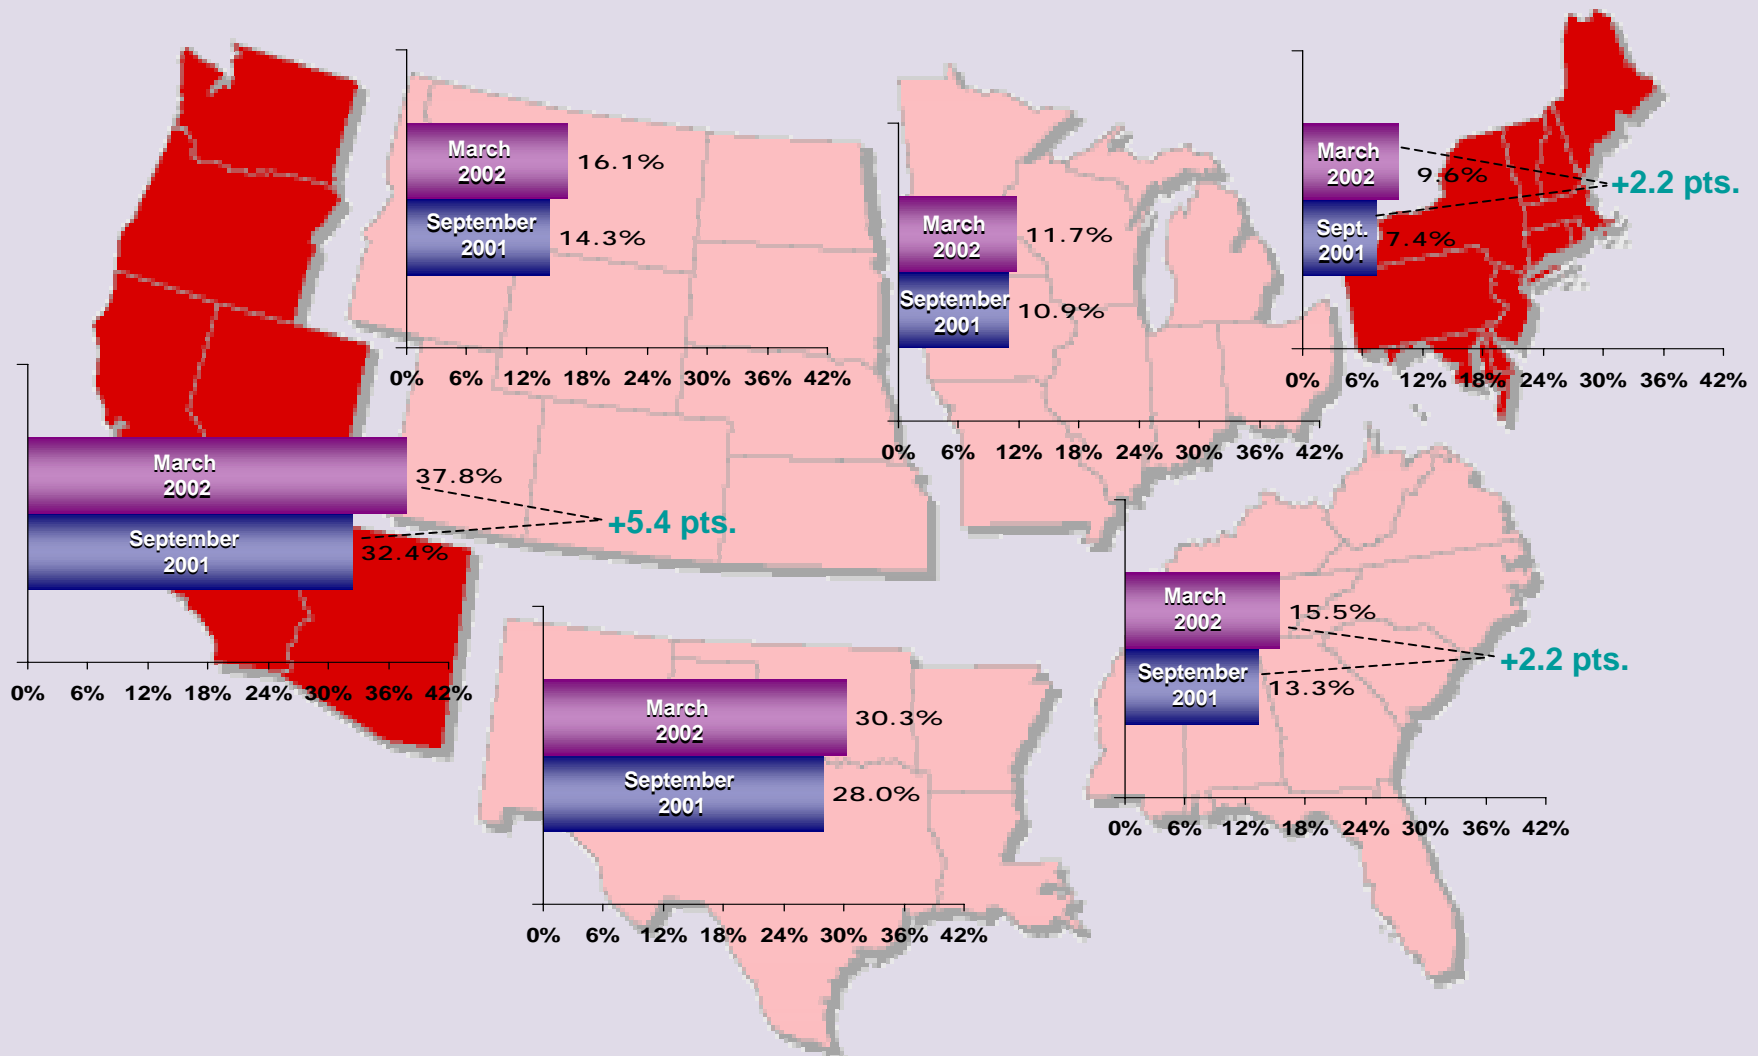 March
2002
16.1%
September
2001
14.3%
0% 6% 12% 18% 24% 30% 36% 42%
March
2002
11.7%
September
2001
10.9%
0% 6% 12% 18% 24% 30% 36% 42%
March
2002
9.6%
Sept.
2001
7.4%
+2.2 pts.
0% 6% 12% 18% 24% 30% 36% 42%
March
2002
37.8%
September
2001
32.4%
+5.4 pts.
0% 6% 12% 18% 24% 30% 36% 42%
March
2002
30.3%
September
2001
28.0%
0% 6% 12% 18% 24% 30% 36% 42%
March
2002
15.5%
September
2001
13.3%
+2.2 pts.
0% 6% 12% 18% 24% 30% 36% 42%